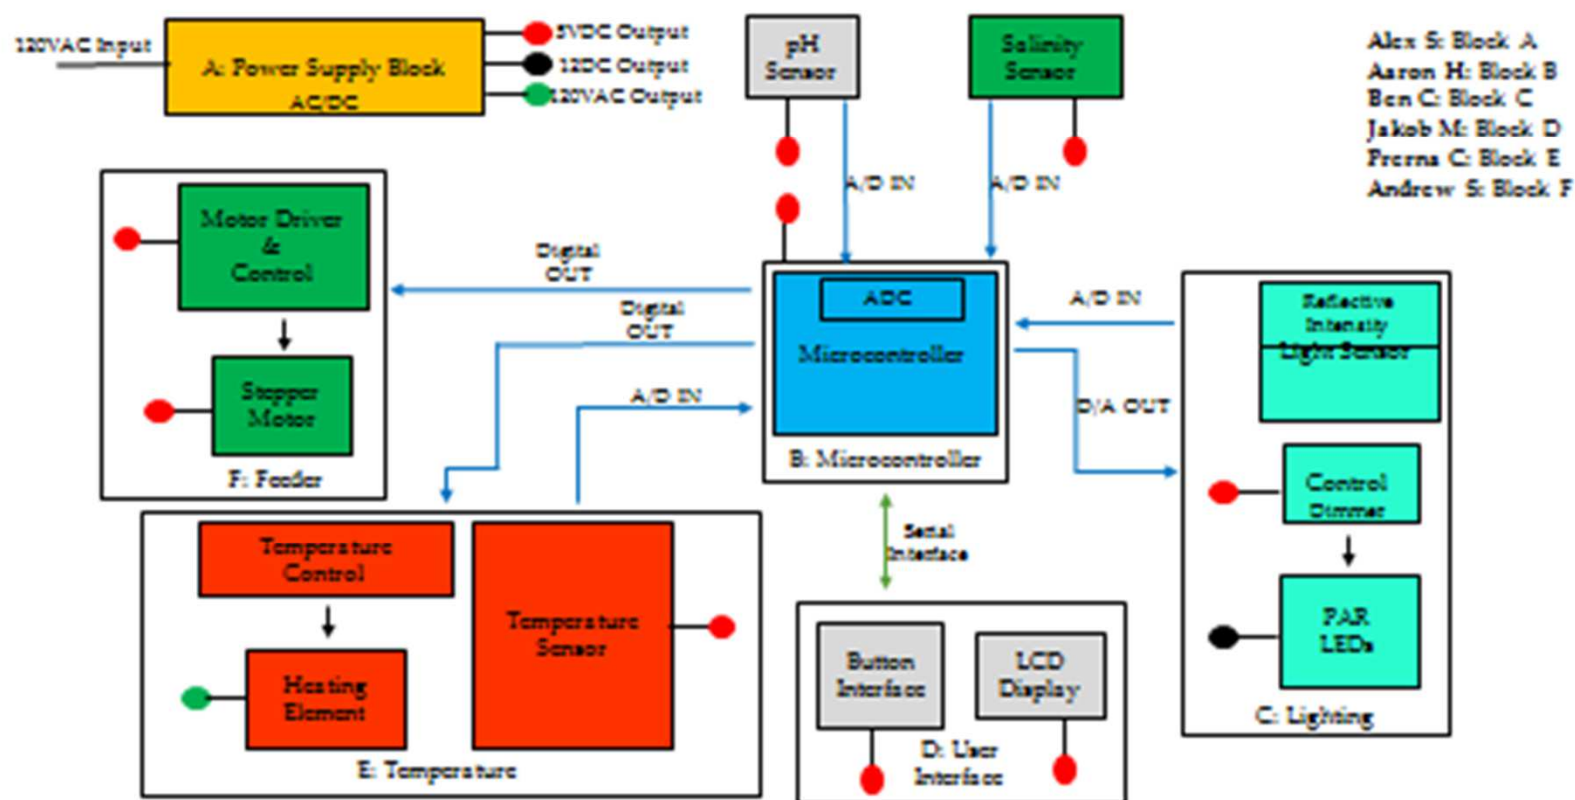 120VAC Input
A: Power Supply Block
AC/DC
5VDC Output
12DC Output
120VAC Output
pH
Sensor
Salinity
Sensor
Alex S: Block A
Aaron H: Block B
Ben C: Block C
Jakob M: Block D
Prerna C: Block E
Andrew S: Block F
A/D IN
A/D IN
Motor Driver
&
Control
Stepper
Motor
F: Feeder
Digital
OUT
Digital
OUT
A/D IN
ADC
Microcontroller
B: Microcontroller
A/D IN
D/A OUT
Reflective
Intensity
Light Sensor
Control
Dimmer
PAR
LEDs
C: Lighting
Serial
Interface
Temperature
Control
Heating
Element
Temperature
Sensor
E: Temperature
Button
Interface
LCD
Display
D: User
Interface